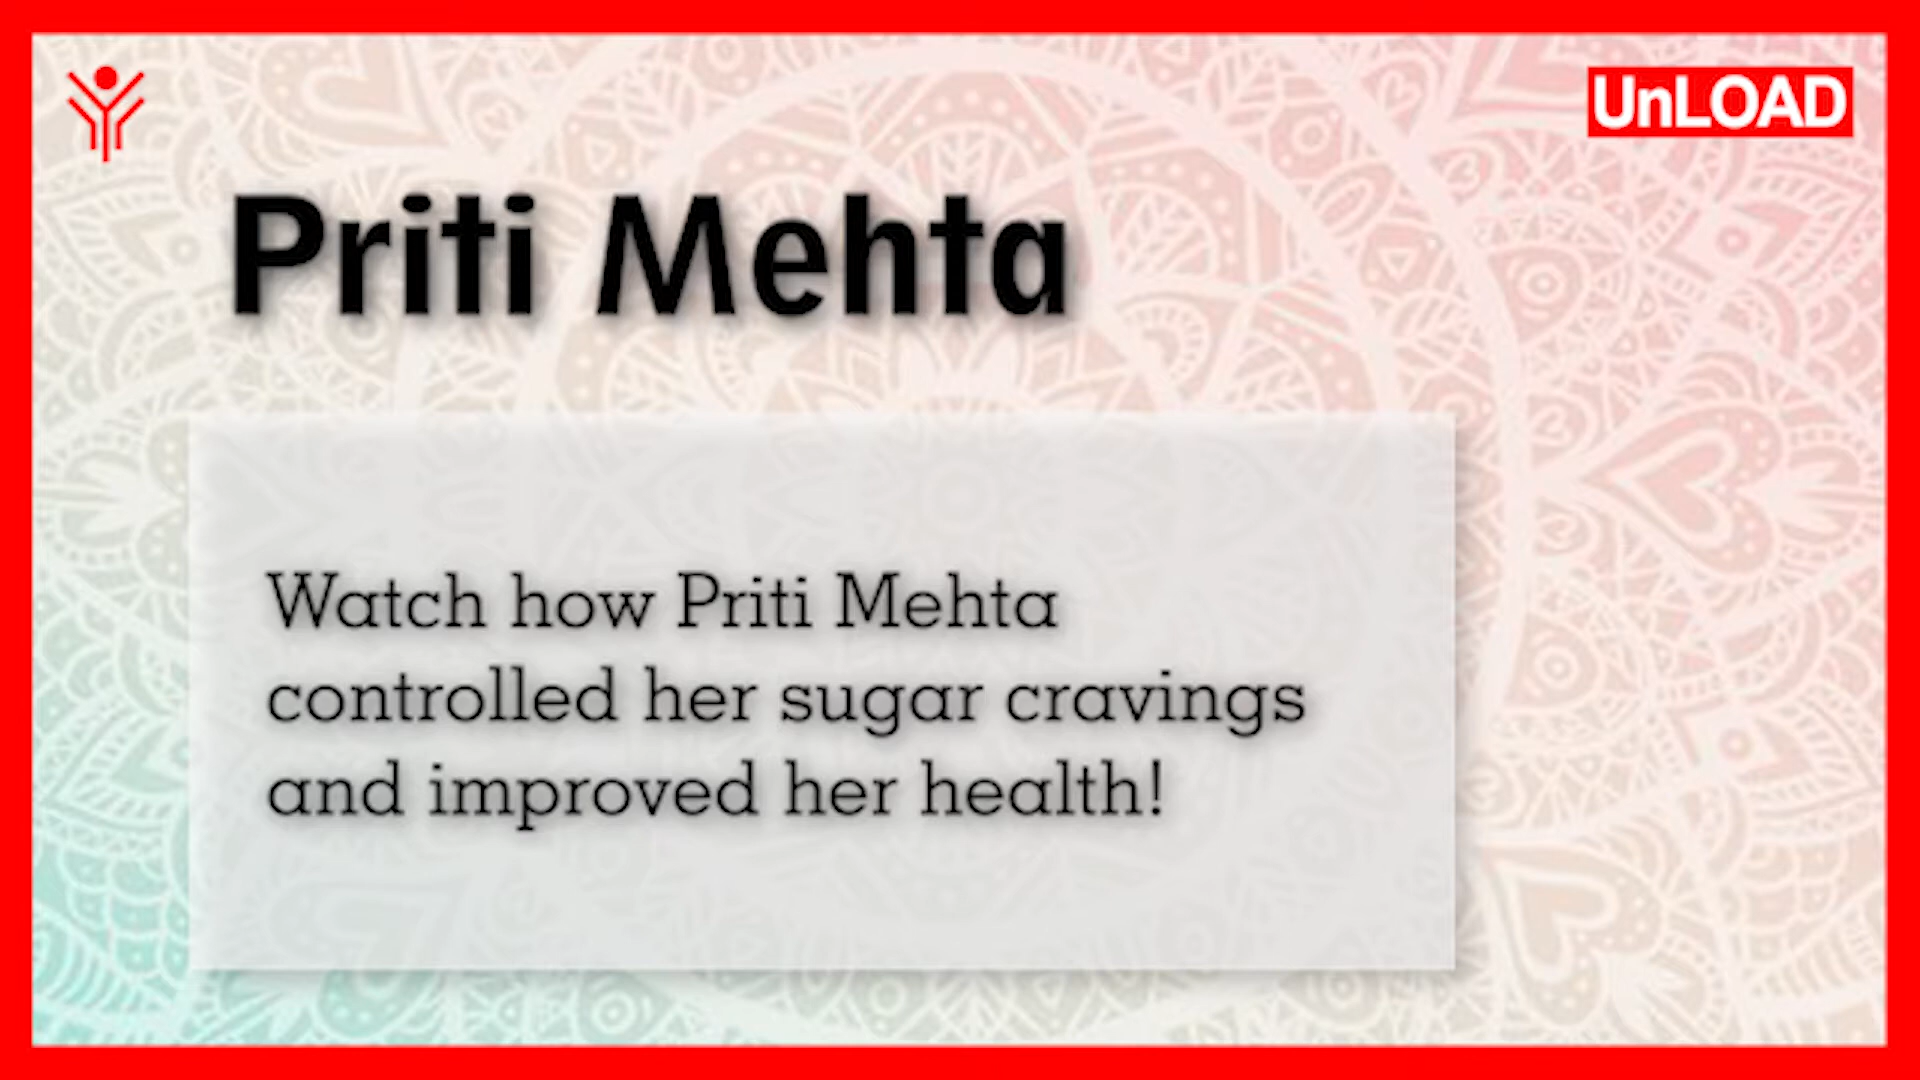 UnLOAD
Priti Mehta
Watch how Priti Mehta
controlled her sugar cravings
and improved her health!